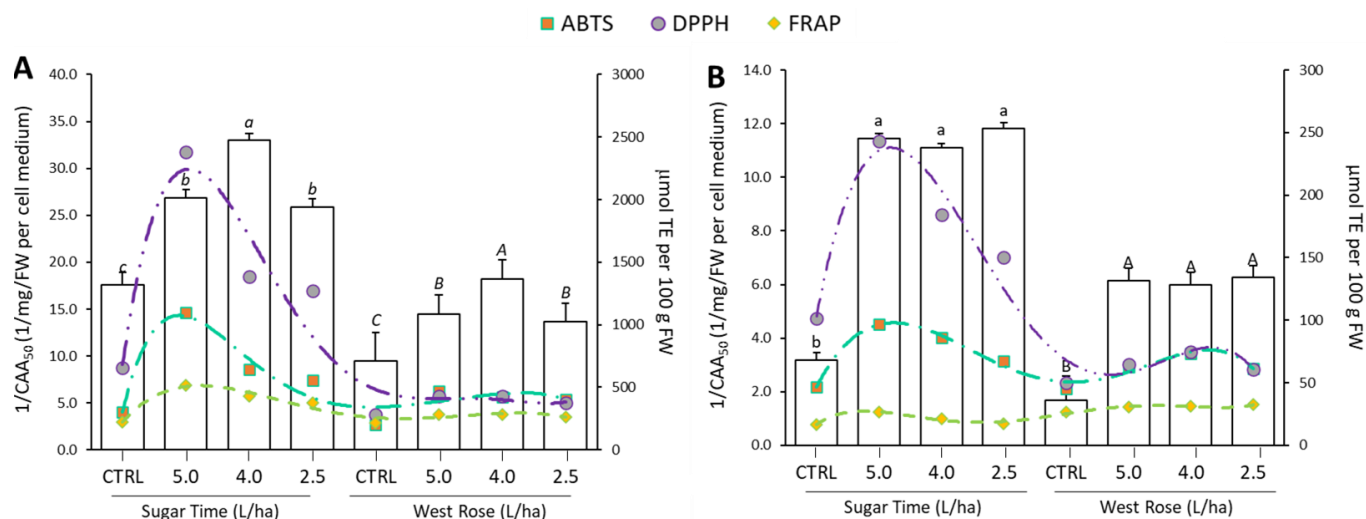 ABTS DPPH FRAP
A
40.0
35.0
30.0
25.0
20.0
15.0
10.0
5.0
0.0
1/CAA50 (1/mg/FW per cell medium)
c
b
a
b
C
B
A
B
3000
2500
2000
1500
1000
500
0
µmol TE per 100 g FW
CTRL 5.0 4.0 2.5 CTRL 5.0 4.0 2.5
Sugar Time (L/ha) West Rose (L/ha)
B
14.0
12.0
10.0
8.0
6.0
4.0
2.0
0.0
1/CAA50 (1/mg/FW per cell medium)
b
a
a
a
B
A
A
A
300
250
200
150
100
50
0
µmol TE per 100 g FW
CTRL 5.0 4.0 2.5 CTRL 5.0 4.0 2.5
Sugar Time (L/ha) West Rose (L/ha)